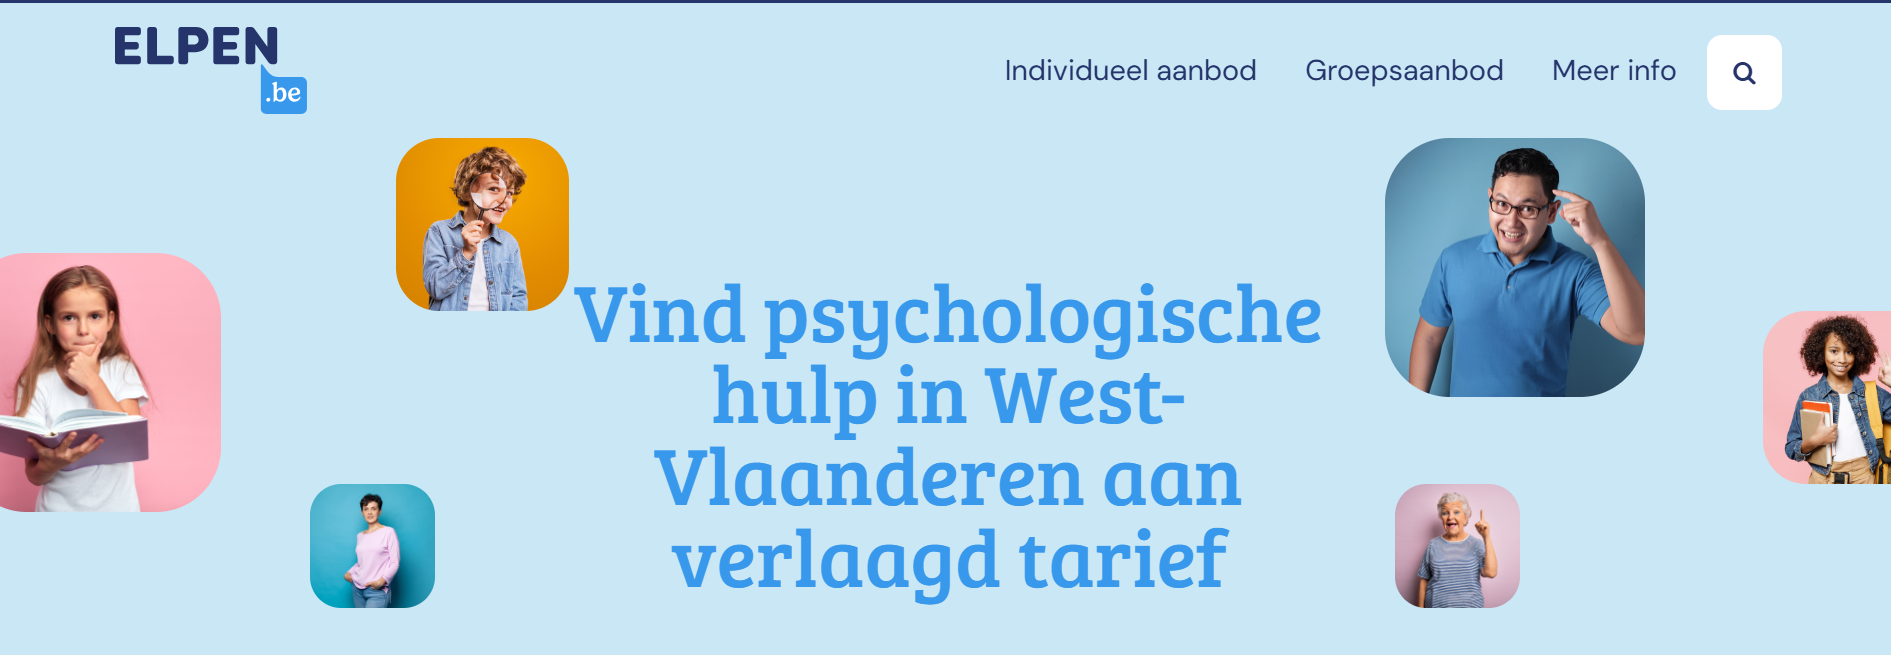 ELPEN
.be
Individueel aanbod
Groepsaanbod
Meer info
Vind psychologische
hulp in West-
Vlaanderen aan
verlaagd tarief